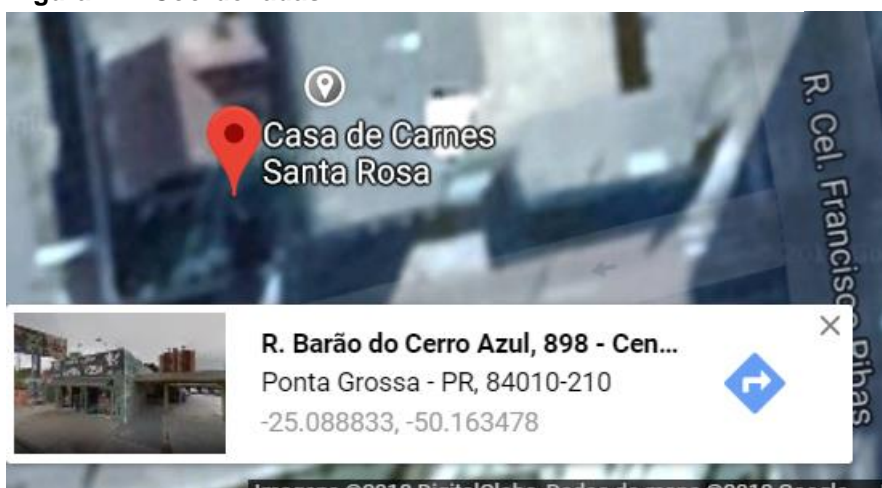 Casa de Carnes
Santa Rosa
R. Cel. Francisco Ribas
R. Barão do Cerro Azul, 898 - Cen...
Ponta Grossa - PR, 84010-210
-25.088833, -50.163478